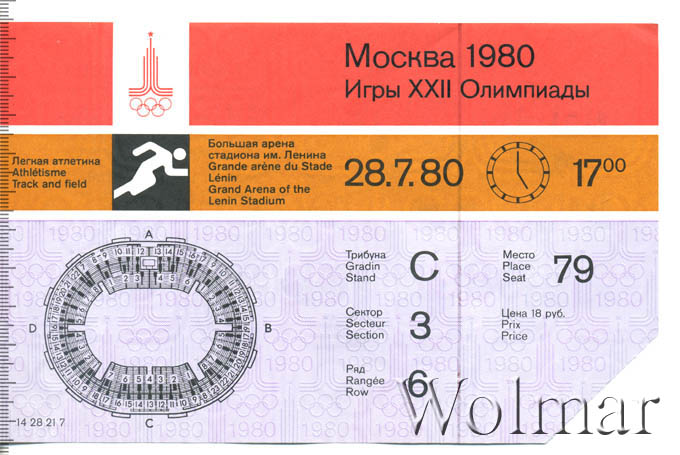 Москва 1980
Игры XXII Олимпиады
Легкая атлетика
Athlétisme
Track and field
Большая арена
стадиона им. Ленина
Grande arène du Stade
Lénin
Grand Arena of the
Lenin Stadium
28.7.80
17⁰⁰
A
B
C
D
Трибуна
Gradin
Stand
C
Место
Place
Seat
79
Сектор
Secteur
Section
3
Цена 18 руб.
Prix
Price
Ряд
Rangée
Row
6
14 28 21 7
Wolmar